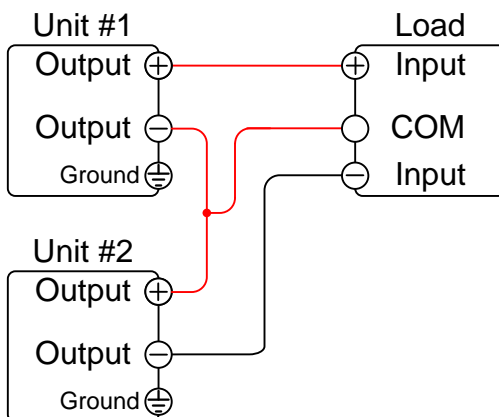 Unit #1
Output +
Output −
Ground
Load
+ Input
COM
− Input
Unit #2
Output +
Output −
Ground